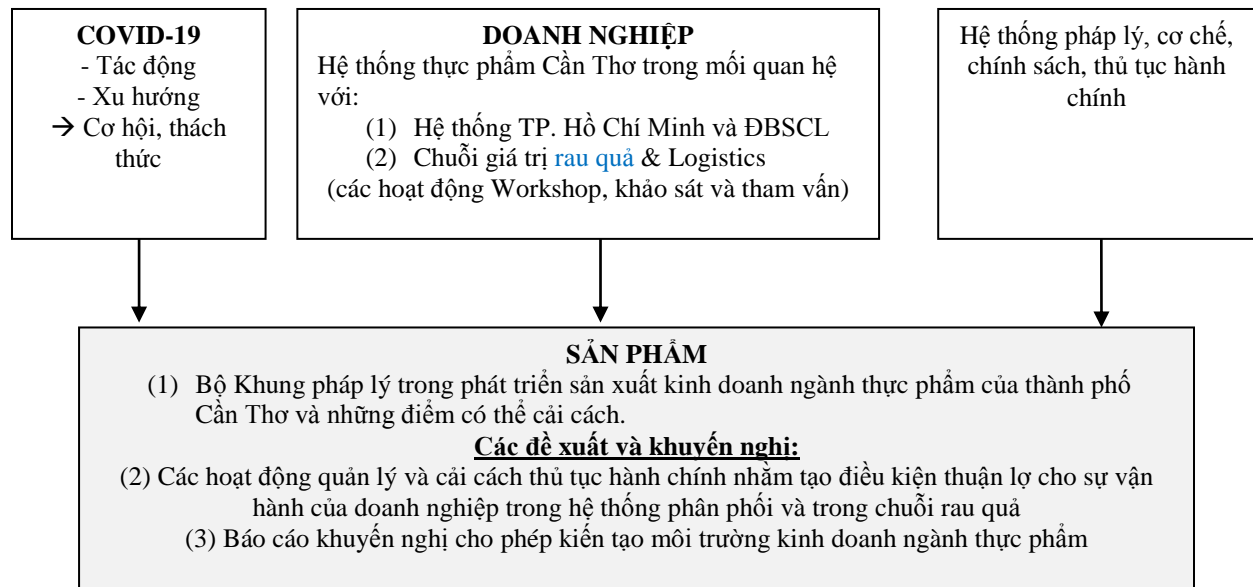 COVID-19
- Tác động
- Xu hướng
→ Cơ hội, thách
thức
DOANH NGHIỆP
Hệ thống thực phẩm Cần Thơ trong mối quan hệ
với:
(1) Hệ thống TP. Hồ Chí Minh và ĐBSCL
(2) Chuỗi giá trị rau quả & Logistics
(các hoạt động Workshop, khảo sát và tham vấn)
Hệ thống pháp lý, cơ chế,
chính sách, thủ tục hành
chính
SẢN PHẨM
(1) Bộ Khung pháp lý trong phát triển sản xuất kinh doanh ngành thực phẩm của thành phố
Cần Thơ và những điểm có thể cải cách.
Các đề xuất và khuyến nghị:
(2) Các hoạt động quản lý và cải cách thủ tục hành chính nhằm tạo điều kiện thuận lợ cho sự vận
hành của doanh nghiệp trong hệ thống phân phối và trong chuỗi rau quả
(3) Báo cáo khuyến nghị cho phép kiến tạo môi trường kinh doanh ngành thực phẩm